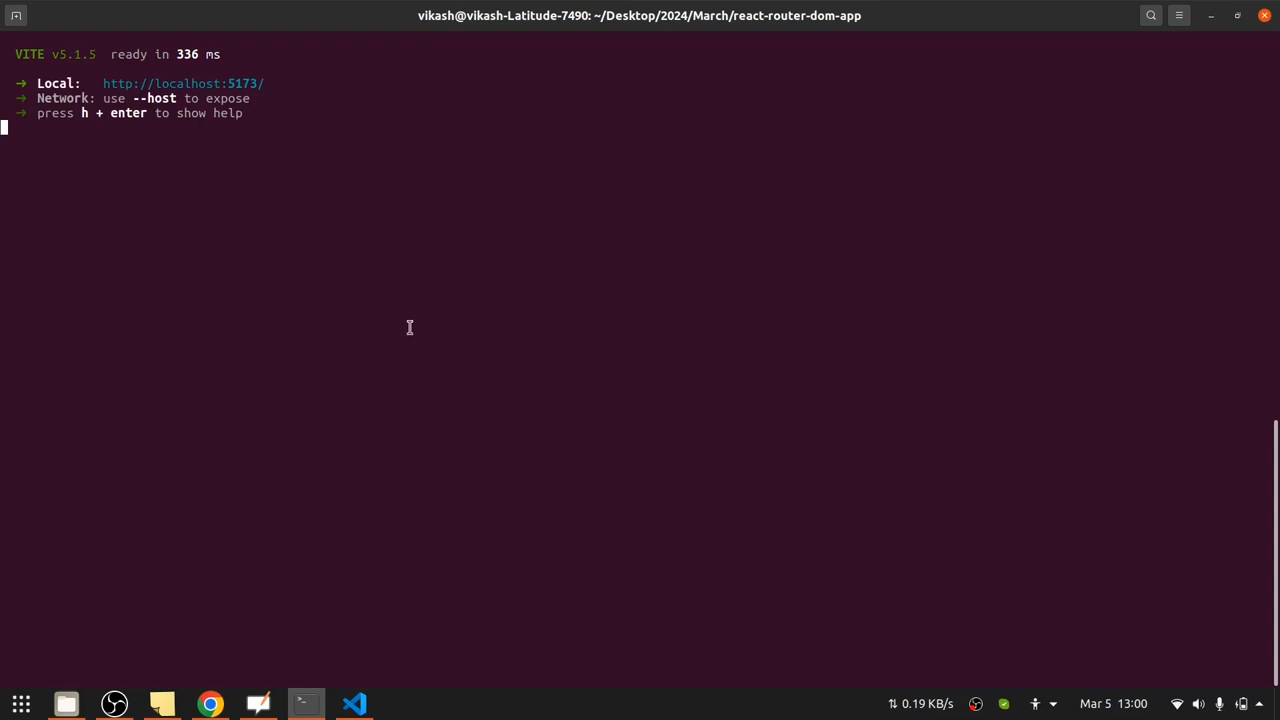 vikash@vikash-Latitude-7490: ~/Desktop/2024/March/react-router-dom-app
VITE v5.1.5  ready in 336 ms
➜  Local:   http://localhost:5173/
➜  Network: use --host to expose
➜  press h + enter to show help
0.19 KB/s
Mar 5  13:00